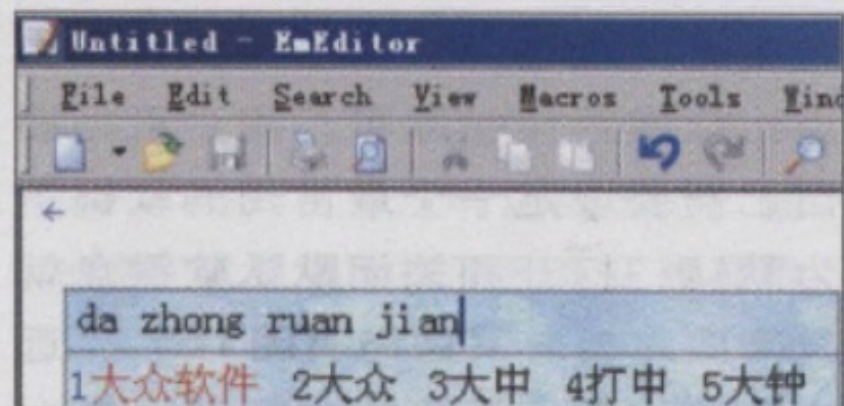 Untitled - EmEditor
File Edit Search View Macros Tools
da zhong ruan jian
1大众软件 2大众 3大中 4打中 5大钟